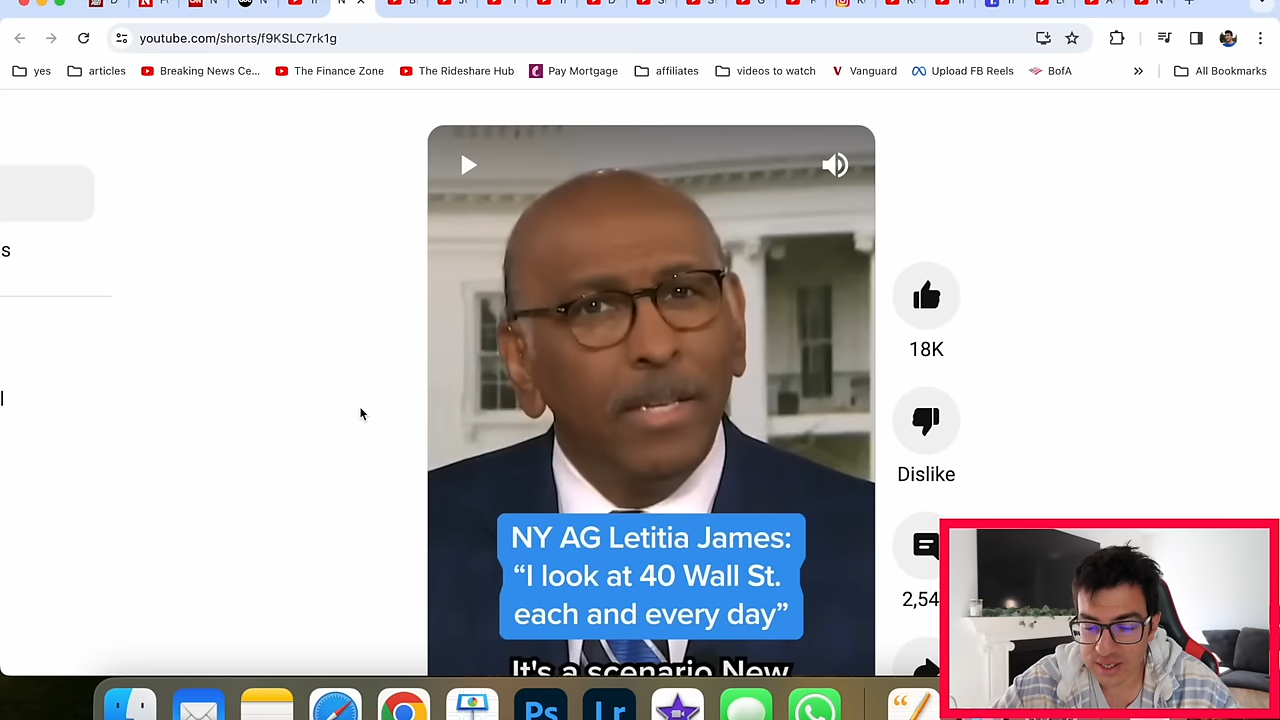 youtube.com/shorts/f9KSLC7rk1g
yes
articles
Breaking News Ce...
The Finance Zone
The Rideshare Hub
Pay Mortgage
affiliates
videos to watch
Vanguard
Upload FB Reels
BofA
»
All Bookmarks
s
l
18K
Dislike
2,54
NY AG Letitia James:
“I look at 40 Wall St.
each and every day”
It's a scenario New
Ps
Lr